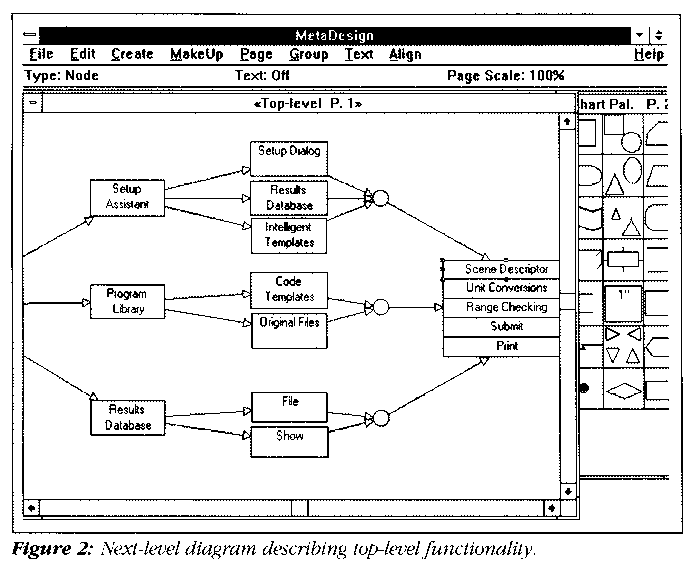 MetaDesign
File Edit Create MakeUp Page Group Text Align Help
Type: Node Text: Off Page Scale: 100%
«Top-level P. 1»
hart Pal. P. 2
Setup Dialog
Setup
Assistant
Results
Database
Intelligent
Templates
Scene Descriptor
Unit Conversions
Range Checking
Submit
Print
Program
Library
Code
Templates
Original Files
1"
Results
Database
File
Show
Figure 2: Next-level diagram describing top-level functionality.